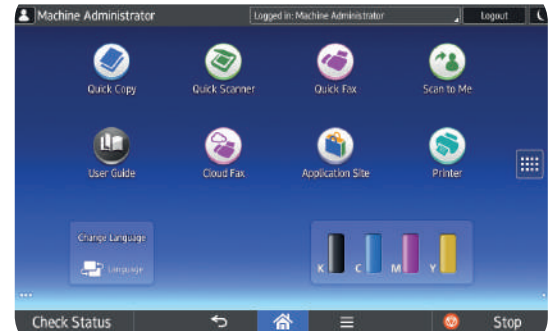 Machine Administrator
Logged in: Machine Administrator
Logout
Quick Copy
Quick Scanner
Quick Fax
Scan to Me
User Guide
Cloud Fax
Application Site
Printer
Change Language
Language
K C M Y
Check Status
Stop